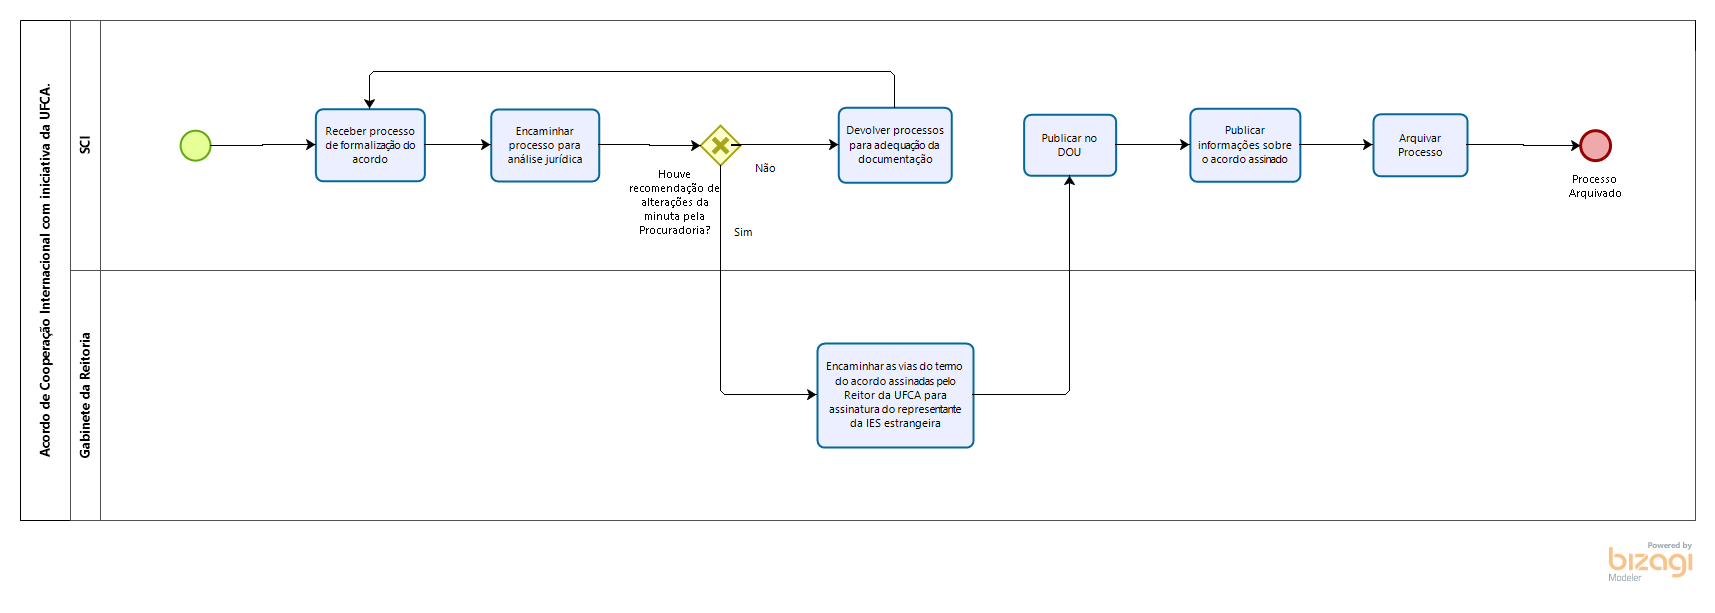 Acordo de Cooperação Internacional com iniciativa da UFCA.
SCI
Receber processo
de formalização do
acordo
Encaminhar
processo para
análise jurídica
Houve
recomendação de
alterações da
minuta pela
Procuradoria?
Não
Sim
Devolver processos
para adequação da
documentação
Publicar no
DOU
Publicar
informações sobre
o acordo assinado
Arquivar
Processo
Processo
Arquivado
Gabinete da Reitoria
Encaminhar as vias do termo
do acordo assinadas pelo
Reitor da UFCA para
assinatura do representante
da IES estrangeira
Powered by
bizagi
Modeler